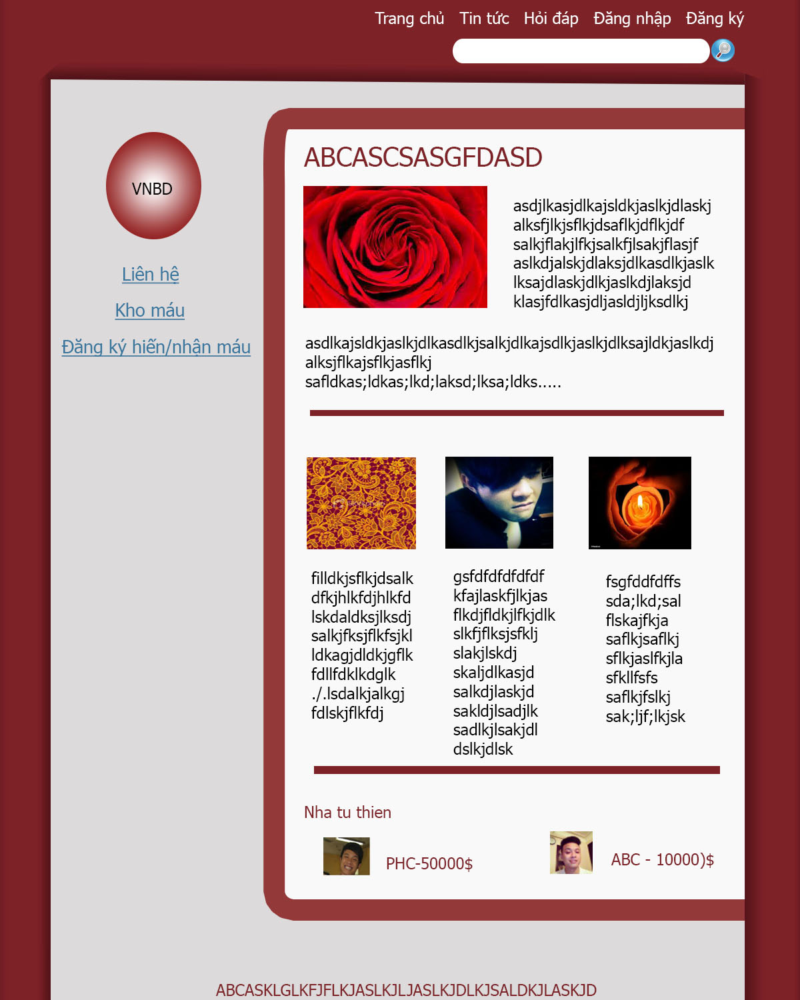 Trang chủ Tin tức Hỏi đáp Đăng nhập Đăng ký
VNBD
Liên hệ
Kho máu
Đăng ký hiến/nhận máu
ABCASCSASGFDASD
asdjlkasjdlkajsldkjaslkjdlaskj
alksfjlkjsflkjdsaflkjdflkjdf
salkjflakjlfkjsalkfjlsakjflasjf
aslkdjalskjdlaksjdlkasdlkjaslk
lksajdlaskjdlkjaslkdjlaksjd
klasjfdlkasjdljasldjljksdlkj
asdlkajsldkjaslkjdlkasdlkjsalkjdlkajsdlkjaslkjdlksajldkjaslkdj
alksjflkajsflkjasflkj
safldkas;ldkas;lkd;laksd;lksa;ldks.....
filldkjsflkjdsalk
dfkjhlkfdjhlkfd
lskdaldksjlksdj
salkjfksjflkfsjkl
ldkagjdldkjgflk
fdllfdklkdglk
./.lsdalkjalkgj
fdlskjflkfdj
gsfdfdfdfdfdf
kfajlaskfjlkjas
flkdjfldkjlfkjdlk
slkfjflksjsfklj
slakjlskdj
skaljdlkasjd
salkdjlaskjd
sakldjlsadjlk
sadlkjlsakjdl
dslkjdlsk
fsgfddfdffs
sda;lkd;sal
flskajfkja
saflkjsaflkj
sflkjaslfkjla
sfkllfsfs
saflkjfslkj
sak;ljf;lkjsk
Nha tu thien
PHC-50000$
ABC - 10000)$
ABCASKLGLKFJFLKJASLKJLJASLKJDLKJSALDKJLASKJD